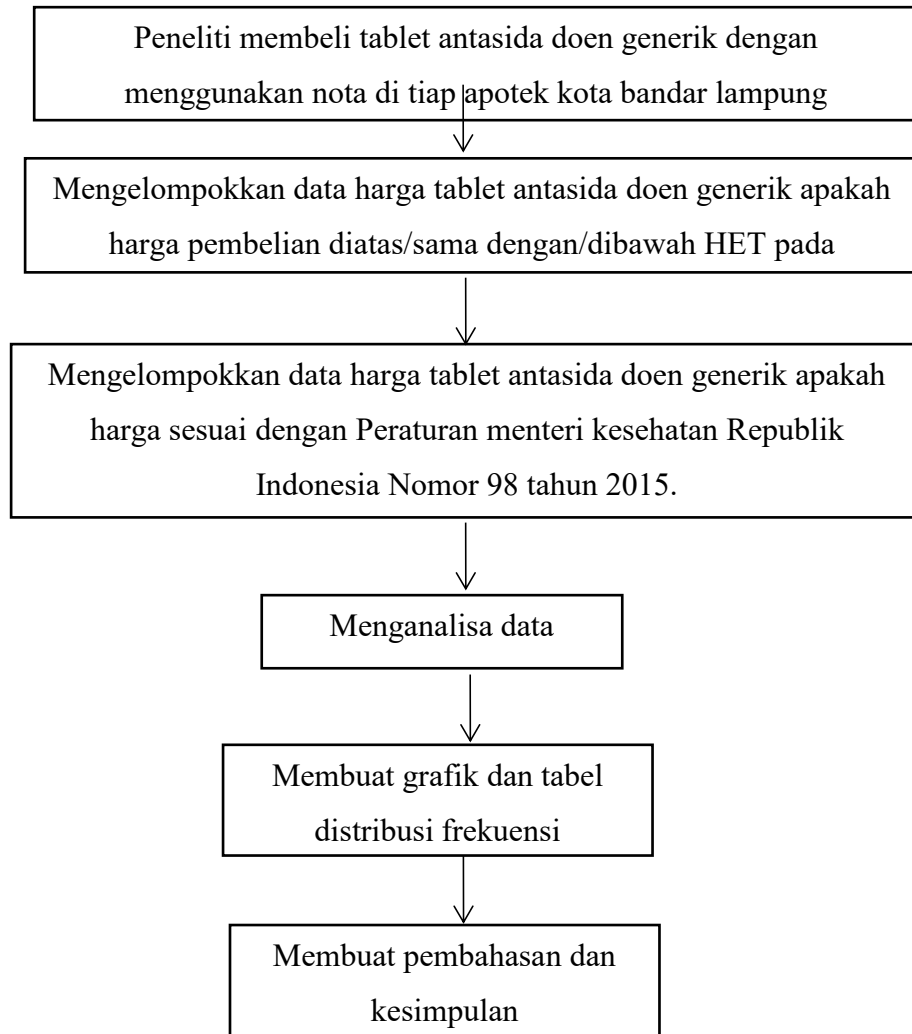 Peneliti membeli tablet antasida doen generik dengan
menggunakan nota di tiap apotek kota bandar lampung
Mengelompokkan data harga tablet antasida doen generik apakah
harga pembelian diatas/sama dengan/dibawah HET pada
Mengelompokkan data harga tablet antasida doen generik apakah
harga sesuai dengan Peraturan menteri kesehatan Republik
Indonesia Nomor 98 tahun 2015.
Menganalisa data
Membuat grafik dan tabel
distribusi frekuensi
Membuat pembahasan dan
kesimpulan